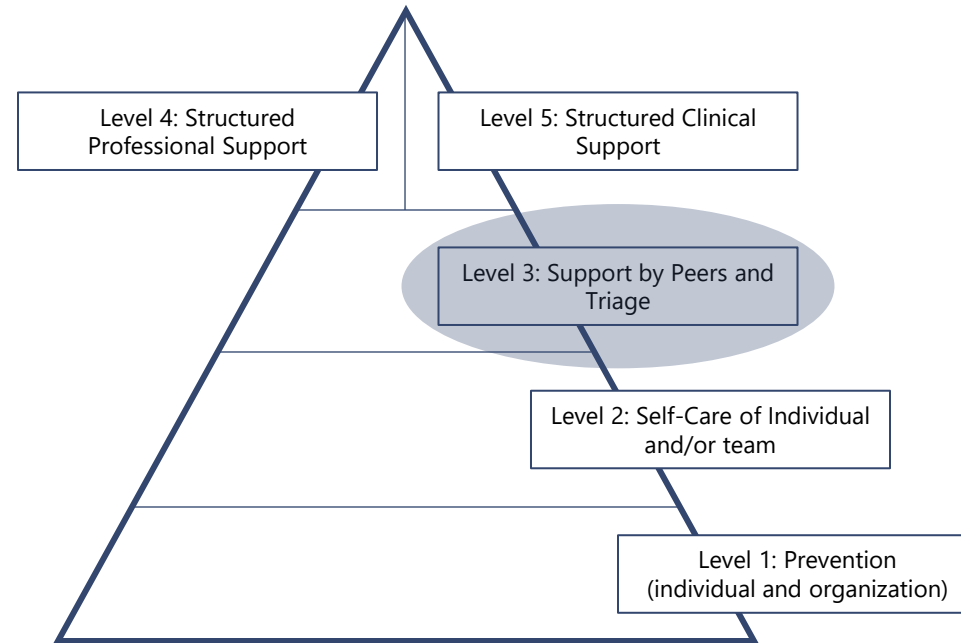 Level 4: Structured
Professional Support
Level 5: Structured Clinical
Support
Level 3: Support by Peers and
Triage
Level 2: Self-Care of Individual
and/or team
Level 1: Prevention
(individual and organization)